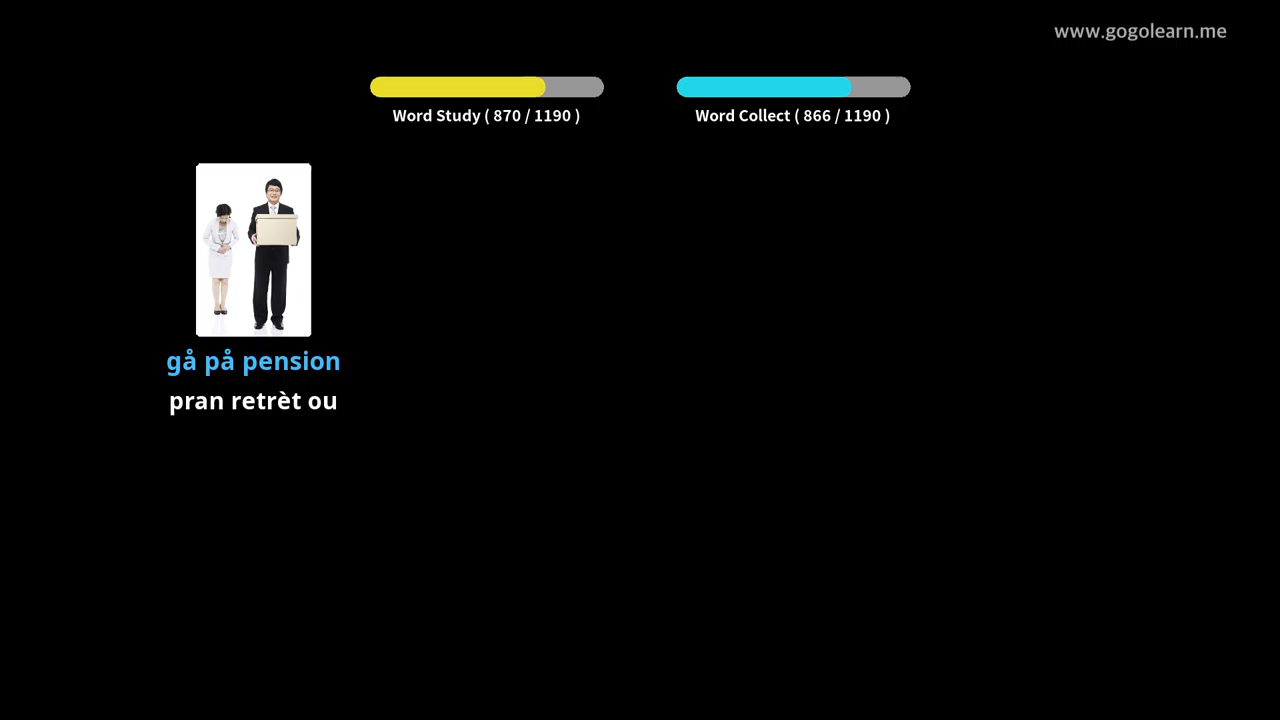 www.gogolearn.me
Word Study ( 870 / 1190 )
Word Collect ( 866 / 1190 )
gå på pension
pran retrèt ou